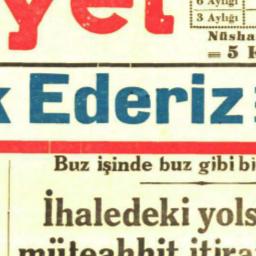 yet
6 Aylığı
3 Aylığı
Nüsha
= 5 K
k Ederiz
Buz işinde buz gibi bi
İhaledeki yols
müteahhit itira